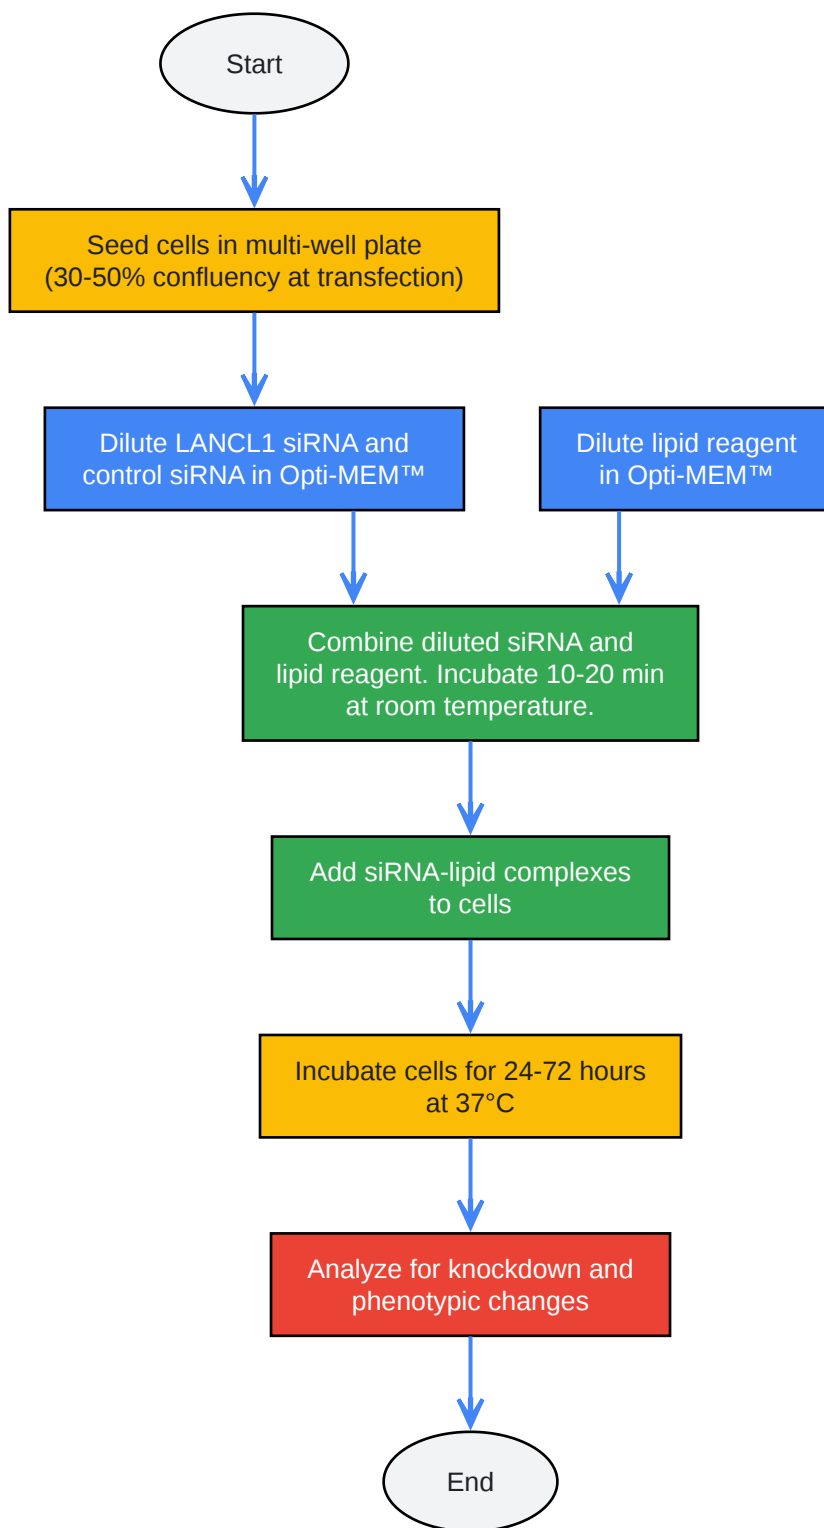 Start
Seed cells in multi-well plate
(30-50% confluency at transfection)
Dilute LANCL1 siRNA and
control siRNA in Opti-MEM™
Dilute lipid reagent
in Opti-MEM™
Combine diluted siRNA and
lipid reagent. Incubate 10-20 min
at room temperature.
Add siRNA-lipid complexes
to cells
Incubate cells for 24-72 hours
at 37°C
Analyze for knockdown and
phenotypic changes
End